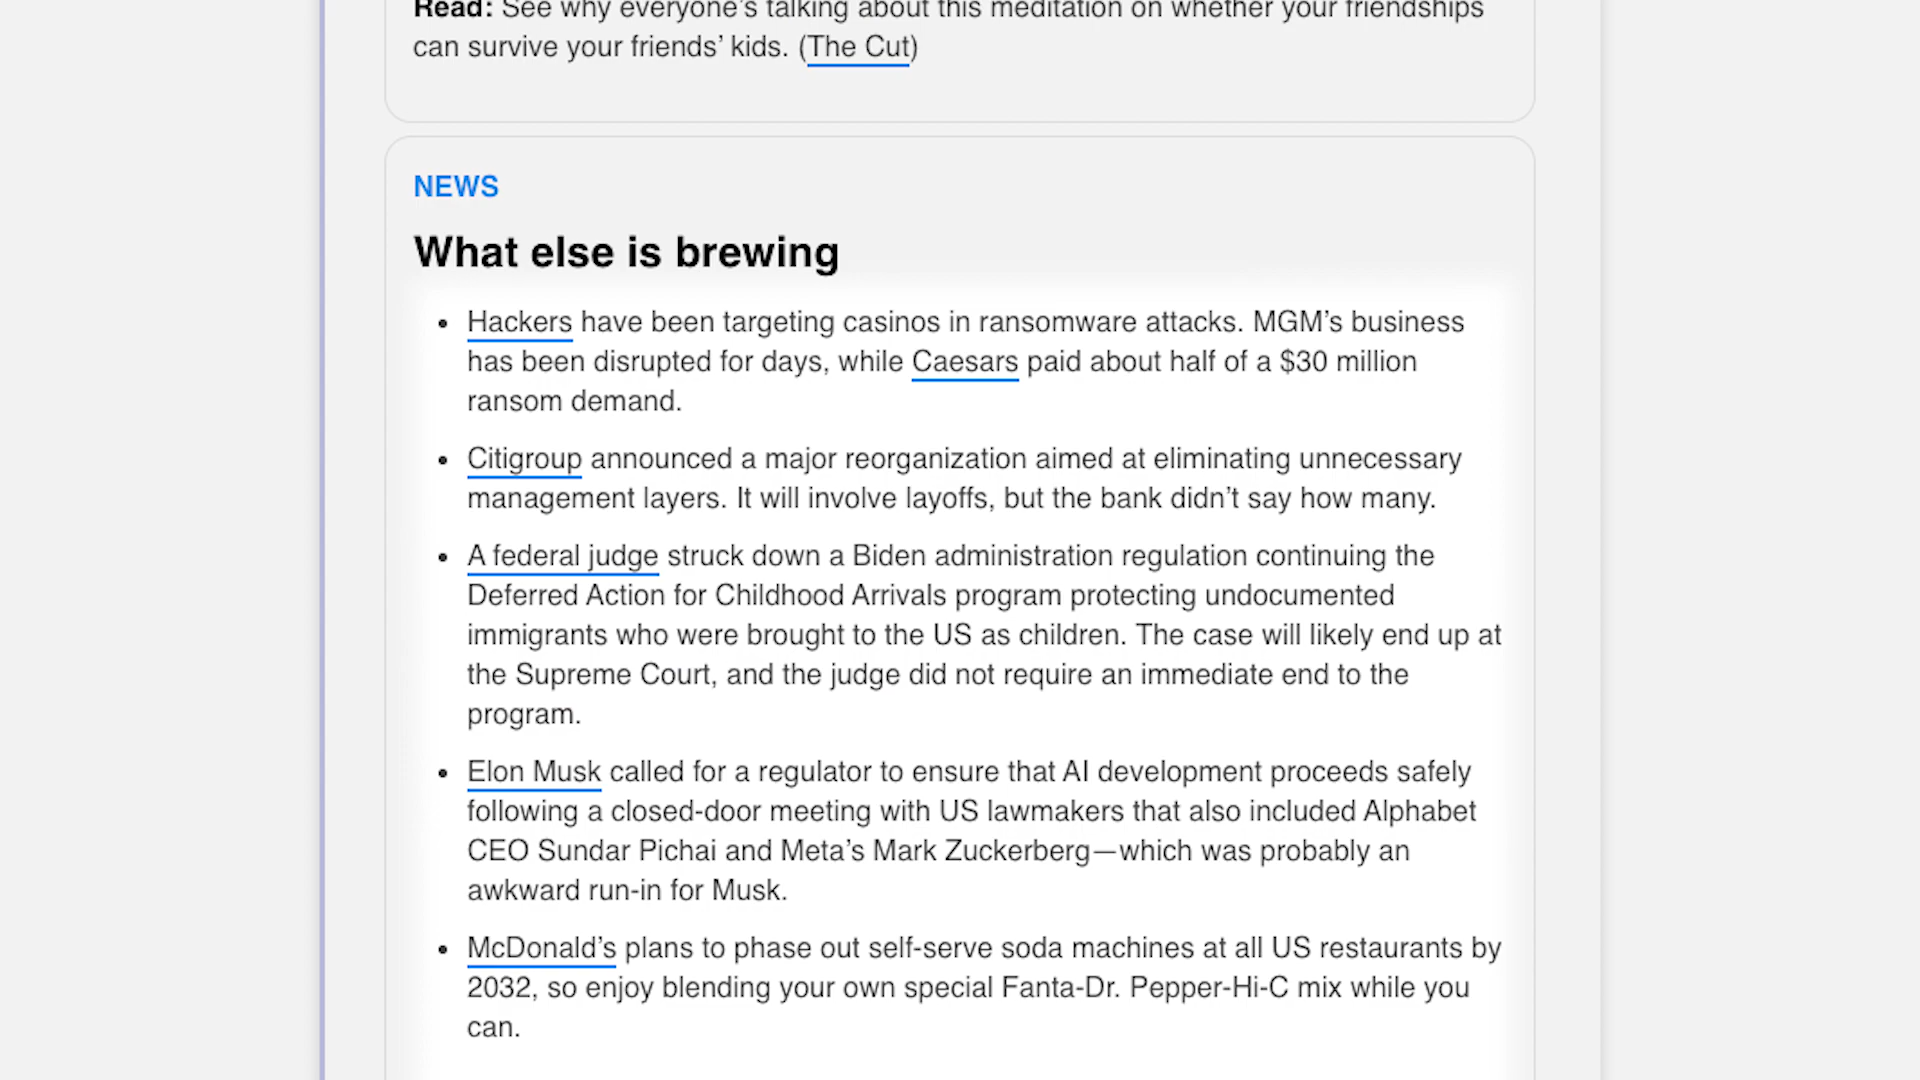 Read: See why everyone's talking about this meditation on whether your friendships
can survive your friends' kids. (The Cut)
NEWS
What else is brewing
• Hackers have been targeting casinos in ransomware attacks. MGM's business
has been disrupted for days, while Caesars paid about half of a $30 million
ransom demand.
• Citigroup announced a major reorganization aimed at eliminating unnecessary
management layers. It will involve layoffs, but the bank didn't say how many.
• A federal judge struck down a Biden administration regulation continuing the
Deferred Action for Childhood Arrivals program protecting undocumented
immigrants who were brought to the US as children. The case will likely end up at
the Supreme Court, and the judge did not require an immediate end to the
program.
• Elon Musk called for a regulator to ensure that AI development proceeds safely
following a closed-door meeting with US lawmakers that also included Alphabet
CEO Sundar Pichai and Meta's Mark Zuckerberg—which was probably an
awkward run-in for Musk.
• McDonald's plans to phase out self-serve soda machines at all US restaurants by
2032, so enjoy blending your own special Fanta-Dr. Pepper-Hi-C mix while you
can.